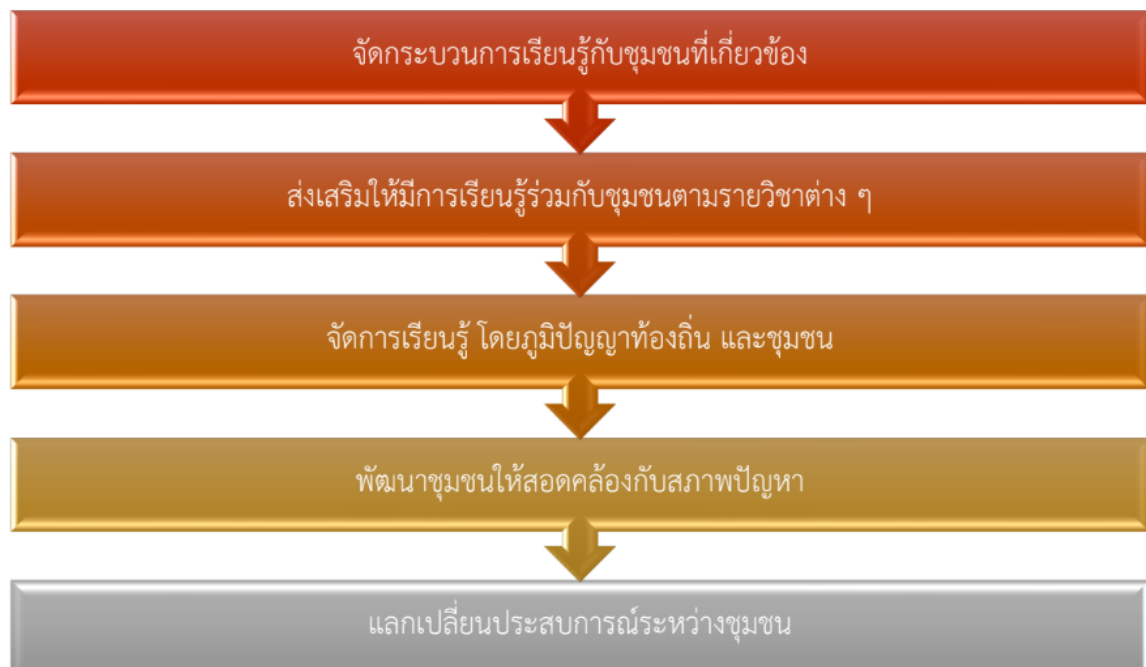 จัดกระบวนการเรียนรู้กับชุมชนที่เกี่ยวข้อง
ส่งเสริมให้มีการเรียนรู้ร่วมกับชุมชนตามรายวิชาต่าง ๆ
จัดการเรียนรู้ โดยภูมิปัญญาท้องถิ่น และชุมชน
พัฒนาชุมชนให้สอดคล้องกับสภาพปัญหา
แลกเปลี่ยนประสบการณ์ระหว่างชุมชน